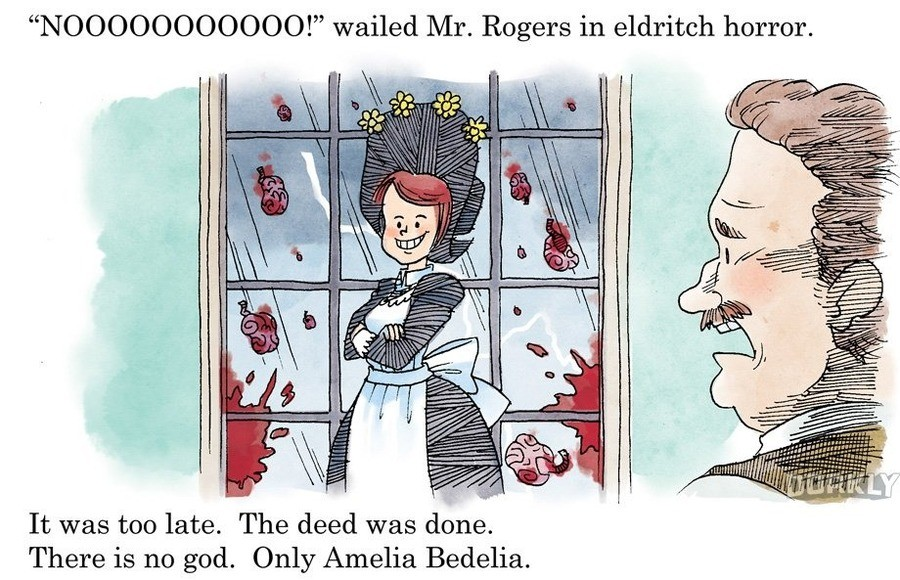 “NOOOOOOOOOOO!” wailed Mr. Rogers in eldritch horror.
DORKLY
It was too late.  The deed was done.
There is no god.  Only Amelia Bedelia.